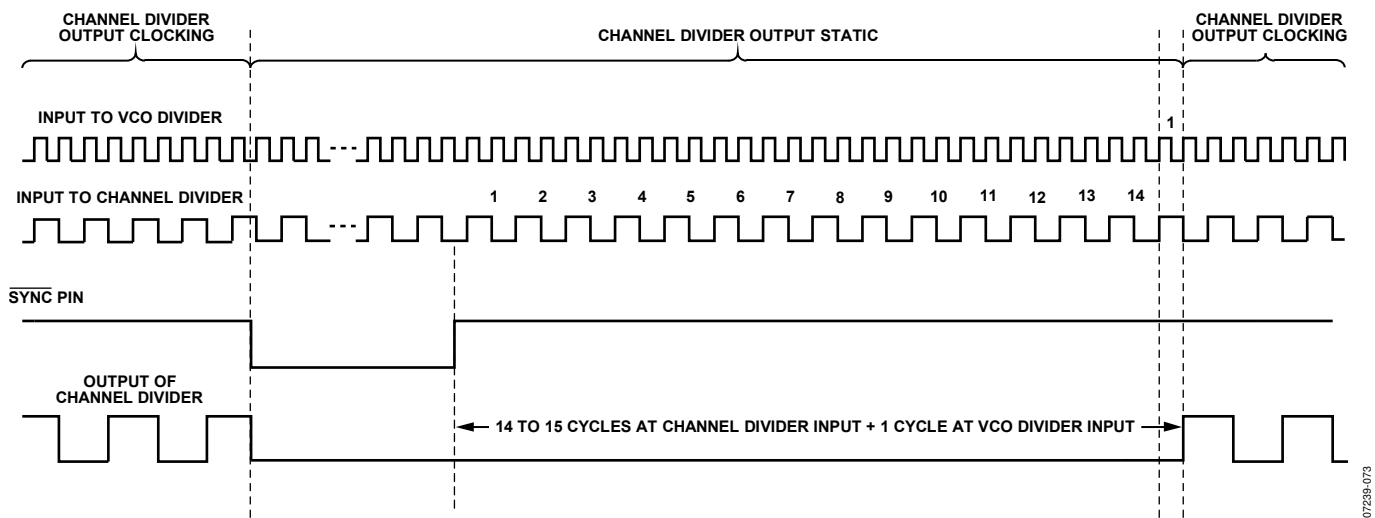 CHANNEL DIVIDER
OUTPUT CLOCKING
CHANNEL DIVIDER OUTPUT STATIC
CHANNEL DIVIDER
OUTPUT CLOCKING
INPUT TO VCO DIVIDER
1
INPUT TO CHANNEL DIVIDER
1 2 3 4 5 6 7 8 9 10 11 12 13 14
SYNC PIN
OUTPUT OF
CHANNEL DIVIDER
14 TO 15 CYCLES AT CHANNEL DIVIDER INPUT + 1 CYCLE AT VCO DIVIDER INPUT
07239-073